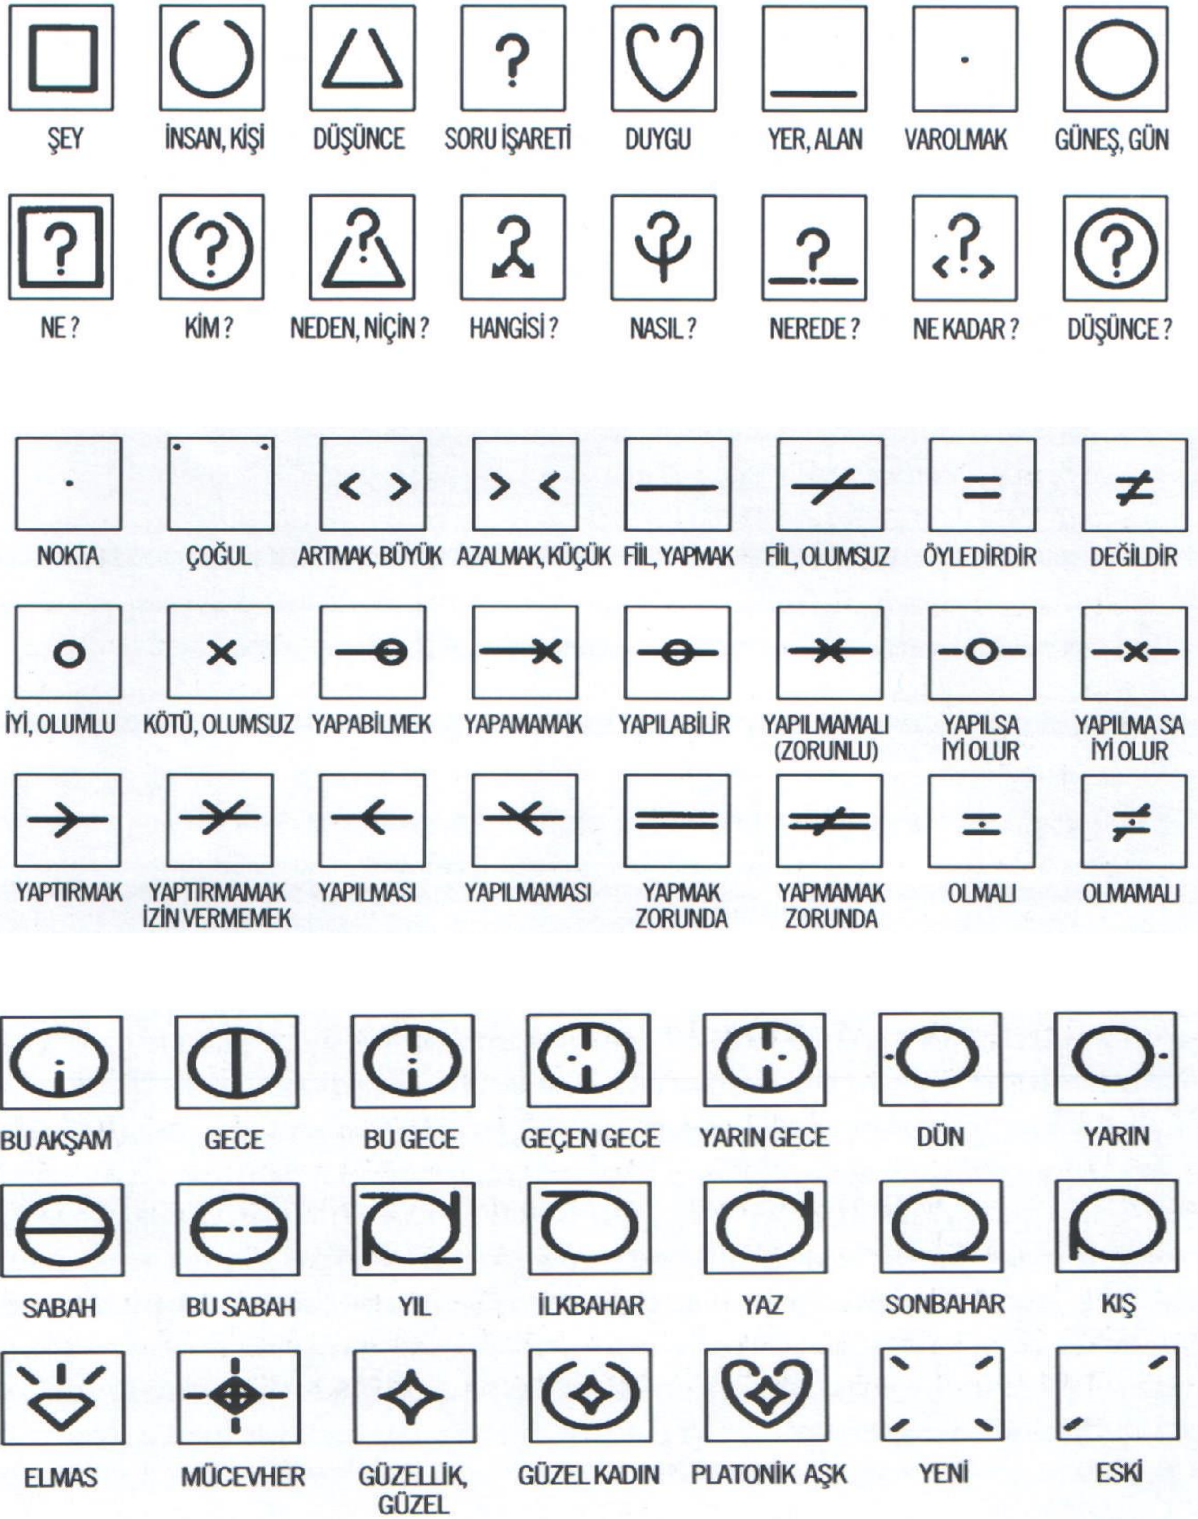 ŞEY İNSAN, KİŞİ DÜŞÜNCE SORU İŞARETİ DUYGU YER, ALAN VAROLMAK GÜNEŞ, GÜN
? ? ? ? ? ? ? ?
NE ? KİM ? NEDEN, NİÇİN ? HANGİSİ ? NASIL ? NEREDE ? NE KADAR ? DÜŞÜNCE ?
NOKTA ÇOĞUL ARTMAK, BÜYÜK AZALMAK, KÜÇÜK FİİL, YAPMAK FİİL, OLUMSUZ ÖYLEDİRDİR DEĞİLDİR
İYİ, OLUMLU KÖTÜ, OLUMSUZ YAPABİLMEK YAPAMAMAK YAPILABİLİR YAPILMAMALI (ZORUNLU) YAPILSA İYİ OLUR YAPILMA SA İYİ OLUR
YAPTIRMAK YAPTIRMAMAK İZİN VERMEMEK YAPILMASI YAPILMAMASI YAPMAK ZORUNDA YAPMAMAK ZORUNDA OLMALI OLMAMALI
BU AKŞAM GECE BU GECE GEÇEN GECE YARIN GECE DÜN YARIN
SABAH BU SABAH YIL İLKBAHAR YAZ SONBAHAR KIŞ
ELMAS MÜCEVHER GÜZELLİK, GÜZEL GÜZEL KADIN PLATONİK AŞK YENİ ESKİ